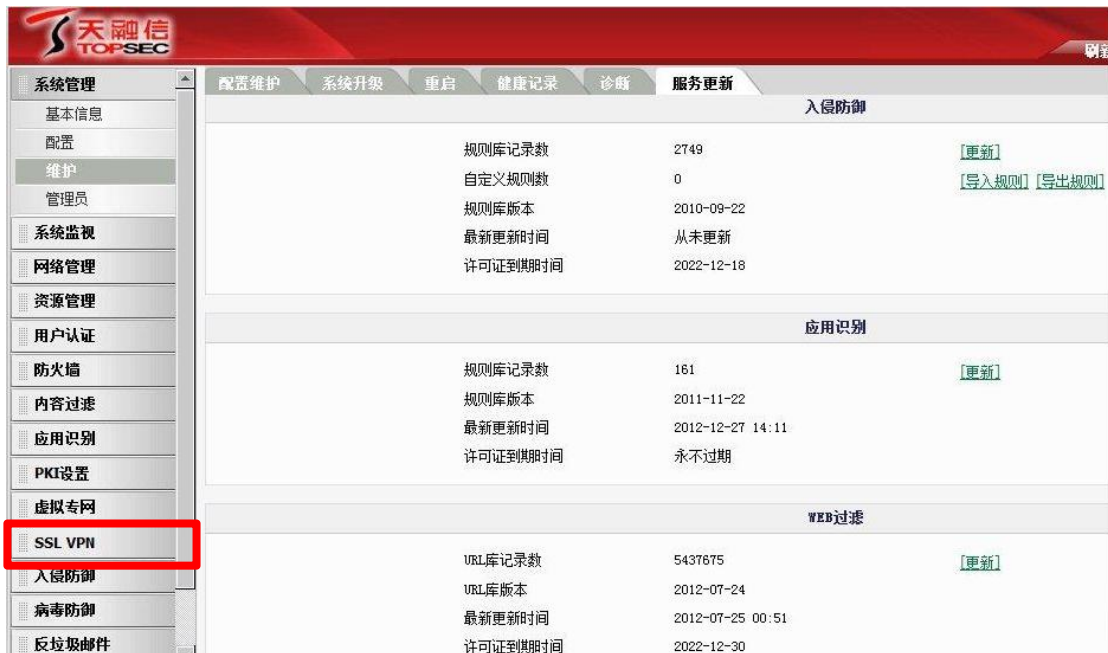 天融信
TOPSEC
刷新
系统管理
基本信息
配置
维护
管理员
系统监视
网络管理
资源管理
用户认证
防火墙
内容过滤
应用识别
PKI设置
虚拟专网
SSL VPN
入侵防御
病毒防御
反垃圾邮件
配置维护 系统升级 重启 健康记录 诊断 服务更新
入侵防御
规则库记录数 2749 [更新]
自定义规则数 0 [导入规则] [导出规则]
规则库版本 2010-09-22
最新更新时间 从未更新
许可证到期时间 2022-12-18
应用识别
规则库记录数 161 [更新]
规则库版本 2011-11-22
最新更新时间 2012-12-27 14:11
许可证到期时间 永不过期
WEB过滤
URL库记录数 5437675 [更新]
URL库版本 2012-07-24
最新更新时间 2012-07-25 00:51
许可证到期时间 2022-12-30